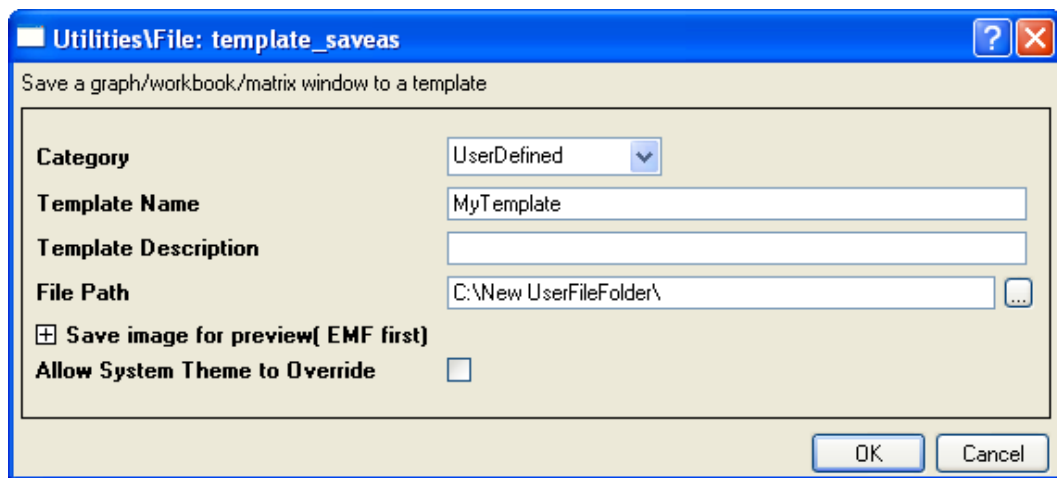 Utilities\File: template_saveas
Save a graph/workbook/matrix window to a template
Category UserDefined
Template Name MyTemplate
Template Description
File Path C:\New UserFileFolder\ ...
Save image for preview( EMF first)
Allow System Theme to Override
OK Cancel